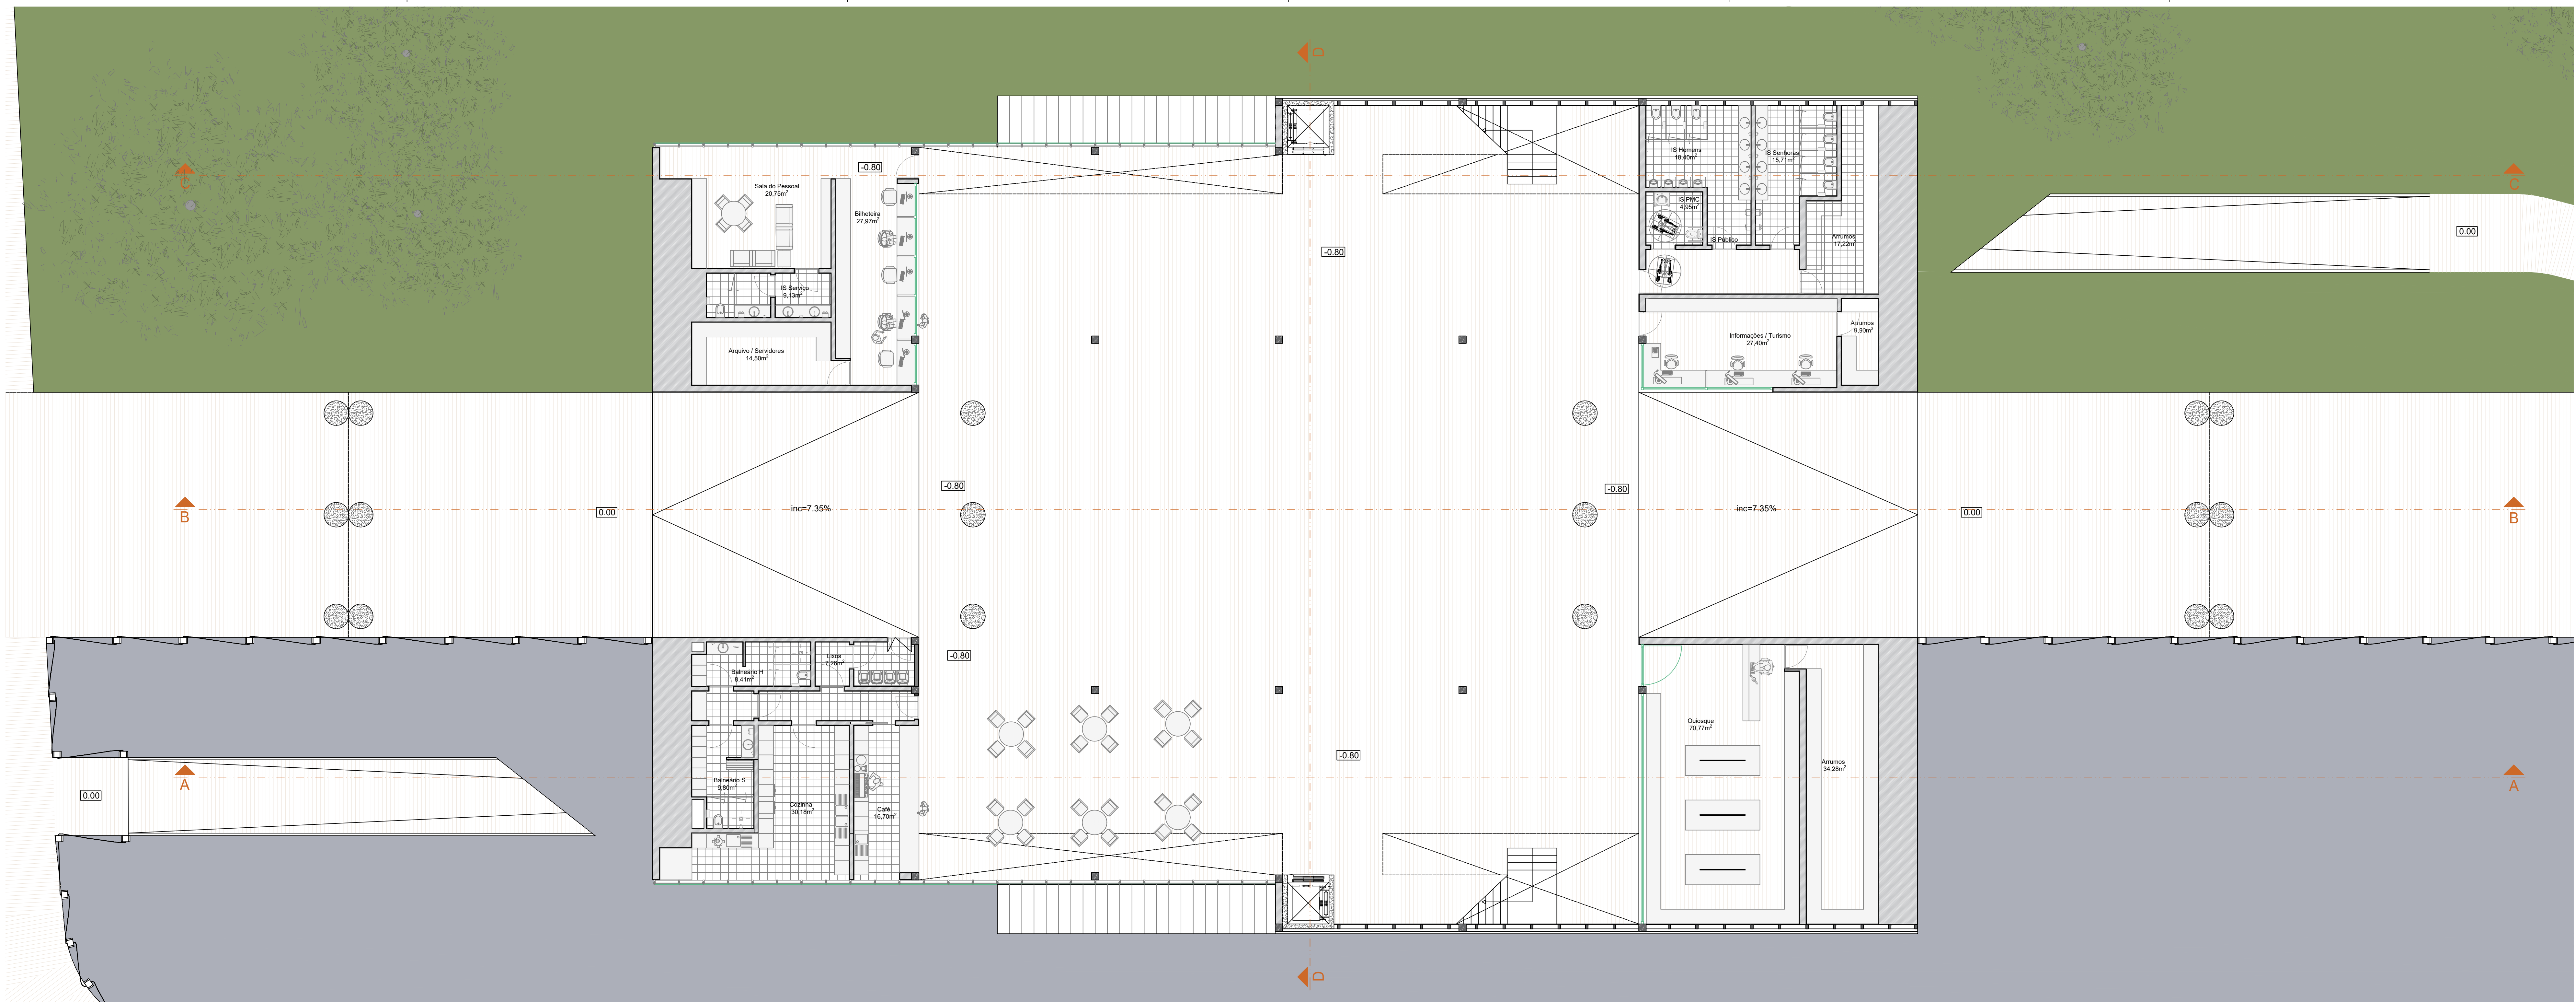 D
C
-0.80
Sala do Pessoal
20,75m²
Bilheteira
27,97m²
IS Serviço
9,13m²
Arquivo / Servidores
14,50m²
-0.80
IS Homens
18,40m²
IS Senhoras
15,71m²
IS PMC
4,95m²
IS Público
Arrumos
17,22m²
Informações / Turismo
27,40m²
Arrumos
9,90m²
C
0.00
B
0.00
inc=7.35%
-0.80
-0.80
inc=7.35%
0.00
B
-0.80
Balneário H
8,41m²
Lixos
7,26m²
Balneário S
9,80m²
Cozinha
30,18m²
Café
16,70m²
-0.80
Quiosque
70,77m²
Arrumos
34,28m²
A
0.00
A
D